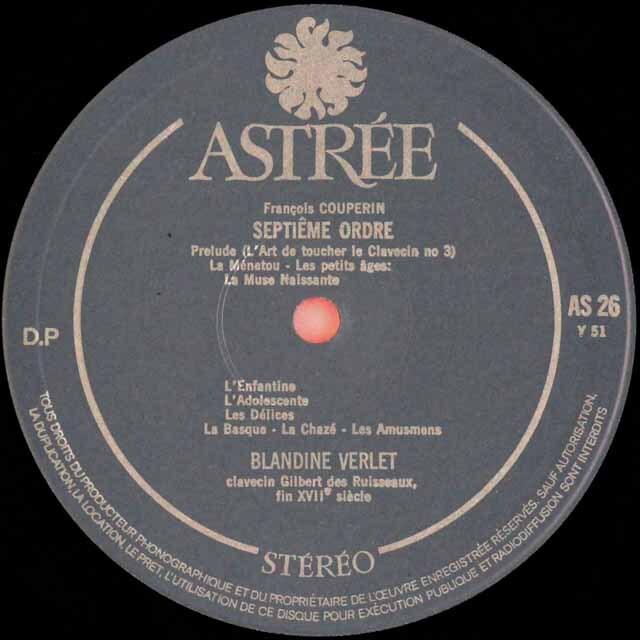 ASTRÉE
François COUPERIN
SEPTIÈME ORDRE
Prelude (L'Art de toucher le Clavecin no 3)
La Ménetou - Les petits âges:
La Muse Naissante
D.P
AS 26
Y 51
L'Enfantine
L'Adolescente
Les Délices
La Basque - La Chazé - Les Amusmens
BLANDINE VERLET
clavecin Gilbert des Ruisseaux,
fin XVIIe siècle
STÉRÉO
TOUS DROITS DU PRODUCTEUR PHONOGRAPHIQUE ET DU PROPRIÉTAIRE DE L'ŒUVRE ENREGISTRÉE RÉSERVÉS. SAUF AUTORISATION.
LA DUPLICATION, LA LOCATION, LE PRET, L'UTILISATION DE CE DISQUE POUR EXÉCUTION PUBLIQUE ET RADIODIFFUSION SONT INTERDITS